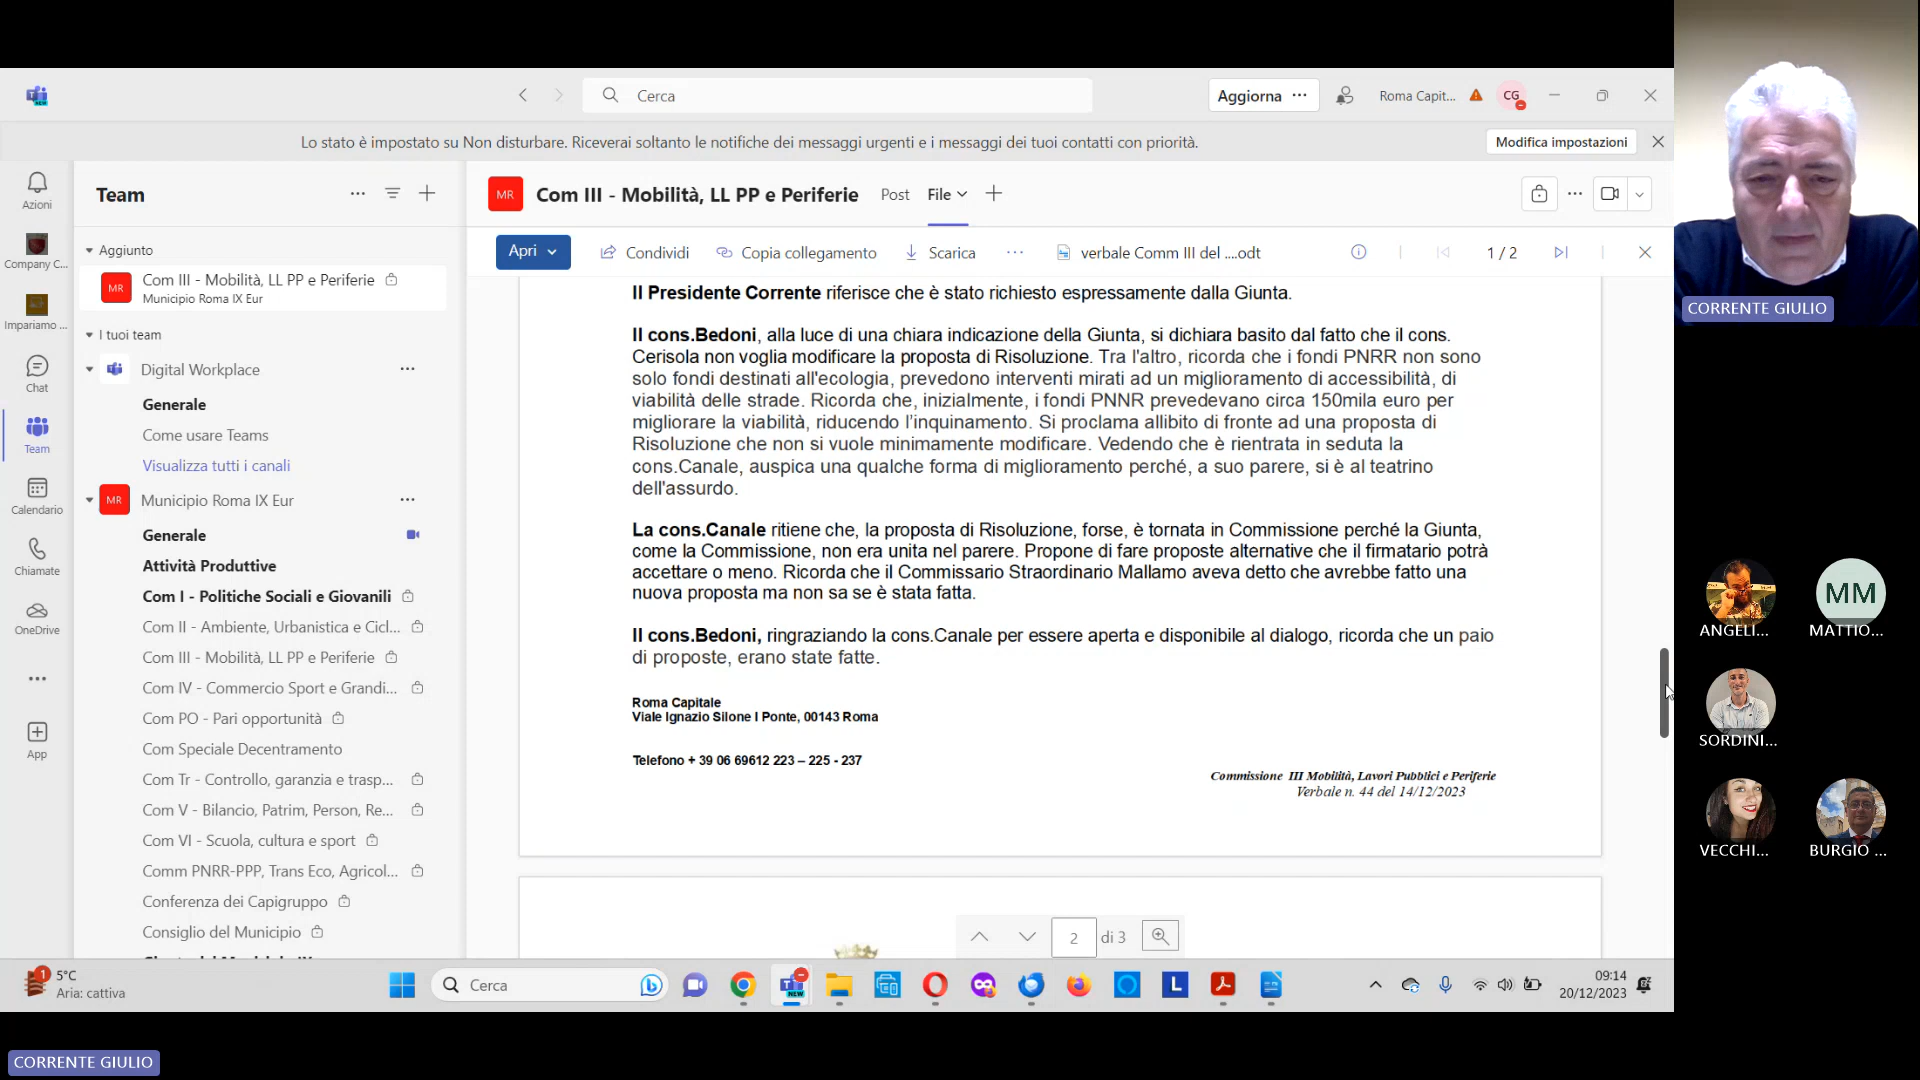 Cerca
Aggiorna
Roma Capit...
CG
Lo stato è impostato su Non disturbare. Riceverai soltanto le notifiche dei messaggi urgenti e i messaggi dei tuoi contatti con priorità.
Modifica impostazioni
Azioni
Company C...
Impariamo ...
Chat
Team
Calendario
Chiamate
OneDrive
App
Team
Aggiunto
MR
Com III - Mobilità, LL PP e Periferie
Municipio Roma IX Eur
I tuoi team
Digital Workplace
Generale
Come usare Teams
Visualizza tutti i canali
MR
Municipio Roma IX Eur
Generale
Attività Produttive
Com I - Politiche Sociali e Giovanili
Com II - Ambiente, Urbanistica e Cicl...
Com III - Mobilità, LL PP e Periferie
Com IV - Commercio Sport e Grandi...
Com PO - Pari opportunità
Com Speciale Decentramento
Com Tr - Controllo, garanzia e trasp...
Com V - Bilancio, Patrim, Person, Re...
Com VI - Scuola, cultura e sport
Comm PNRR-PPP, Trans Eco, Agricol...
Conferenza dei Capigruppo
Consiglio del Municipio
MR
Com III - Mobilità, LL PP e Periferie
Post
File
Apri
Condividi
Copia collegamento
Scarica
verbale Comm III del ....odt
1 / 2
Il Presidente Corrente riferisce che è stato richiesto espressamente dalla Giunta.
Il cons.Bedoni, alla luce di una chiara indicazione della Giunta, si dichiara basito dal fatto che il cons.
Cerisola non voglia modificare la proposta di Risoluzione. Tra l'altro, ricorda che i fondi PNRR non sono
solo fondi destinati all'ecologia, prevedono interventi mirati ad un miglioramento di accessibilità, di
viabilità delle strade. Ricorda che, inizialmente, i fondi PNNR prevedevano circa 150mila euro per
migliorare la viabilità, riducendo l'inquinamento. Si proclama allibito di fronte ad una proposta di
Risoluzione che non si vuole minimamente modificare. Vedendo che è rientrata in seduta la
cons.Canale, auspica una qualche forma di miglioramento perché, a suo parere, si è al teatrino
dell'assurdo.
La cons.Canale ritiene che, la proposta di Risoluzione, forse, è tornata in Commissione perché la Giunta,
come la Commissione, non era unita nel parere. Propone di fare proposte alternative che il firmatario potrà
accettare o meno. Ricorda che il Commissario Straordinario Mallamo aveva detto che avrebbe fatto una
nuova proposta ma non sa se è stata fatta.
Il cons.Bedoni, ringraziando la cons.Canale per essere aperta e disponibile al dialogo, ricorda che un paio
di proposte, erano state fatte.
Roma Capitale
Viale Ignazio Silone I Ponte, 00143 Roma
Telefono + 39 06 69612 223 – 225 - 237
Commissione III Mobilità, Lavori Pubblici e Periferie
Verbale n. 44 del 14/12/2023
2 di 3
1
5°C
Aria: cattiva
Cerca
NEW
L
09:14
20/12/2023
CORRENTE GIULIO
ANGELI...
MM
MATTIO...
SORDINI...
VECCHI...
BURGIO ...
CORRENTE GIULIO